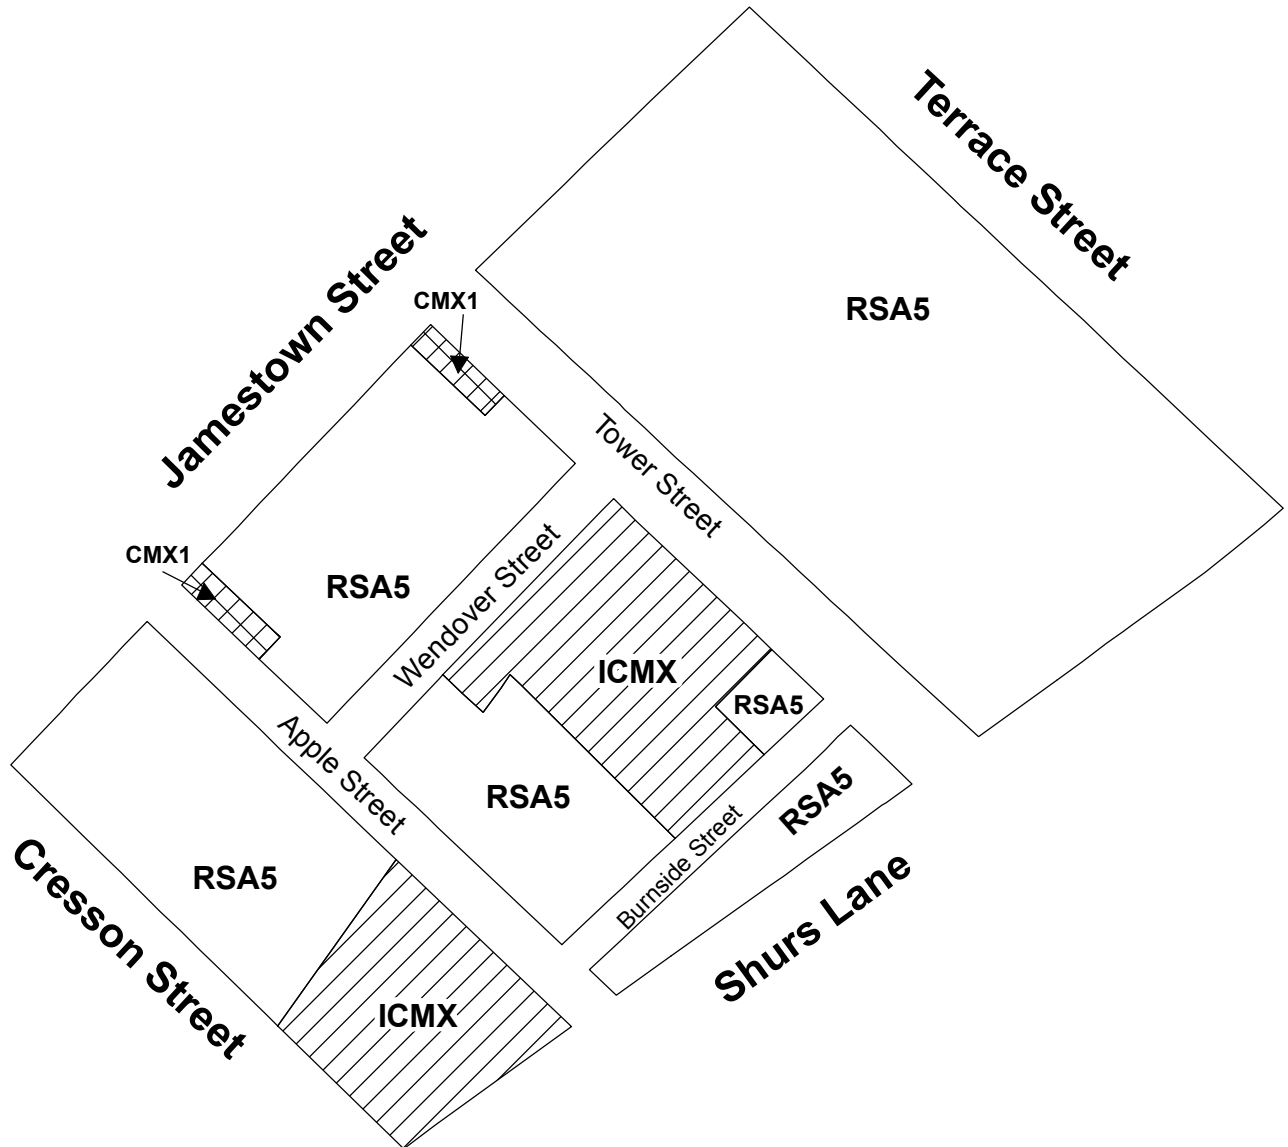 Terrace Street
RSA5
Jamestown Street
CMX1
Tower Street
CMX1
RSA5
Wendover Street
ICMX
RSA5
Apple Street
RSA5
RSA5
Burnside Street
RSA5
Cresson Street
Shurs Lane
ICMX